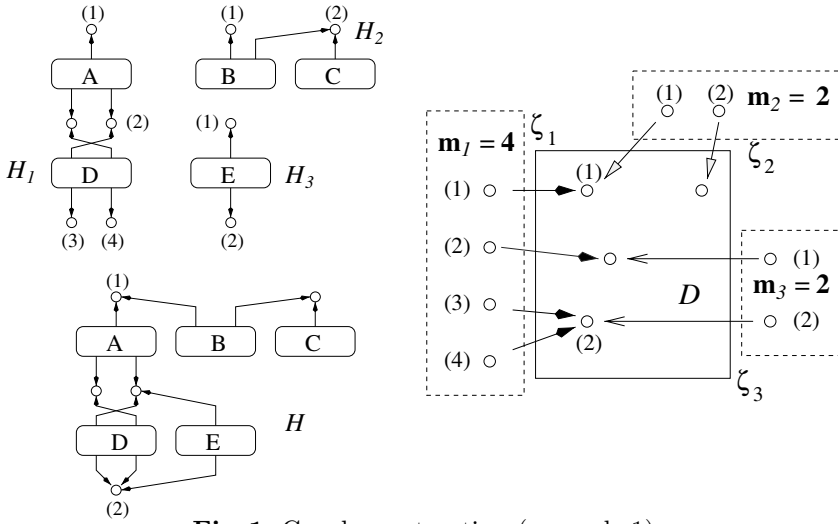 (1)
(1)
(2)
H2
A
B
C
(2)
(1)
H1
D
E
H3
(3)
(4)
(2)
(1)
A
B
C
D
E
H
(2)
m1 = 4
ζ1
(1)
(2)
m2 = 2
ζ2
(1)
(1)
(2)
(1)
m3 = 2
(3)
D
(2)
(2)
(4)
ζ3
Fig. 1. Graph construction (example 1)